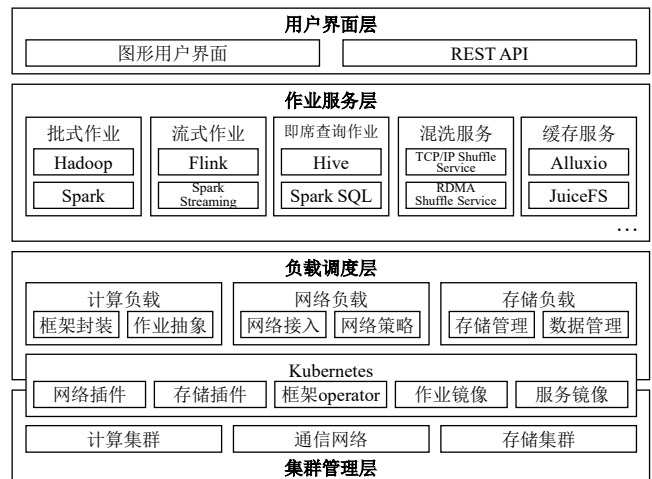 用户界面层
图形用户界面 REST API
作业服务层
批式作业 流式作业 即席查询作业 混洗服务 缓存服务
Hadoop Flink Hive TCP/IP Shuffle Service Alluxio
Spark Spark Streaming Spark SQL RDMA Shuffle Service JuiceFS
…
负载调度层
计算负载 网络负载 存储负载
框架封装 作业抽象 网络接入 网络策略 存储管理 数据管理
Kubernetes
网络插件 存储插件 框架operator 作业镜像 服务镜像
计算集群 通信网络 存储集群
集群管理层